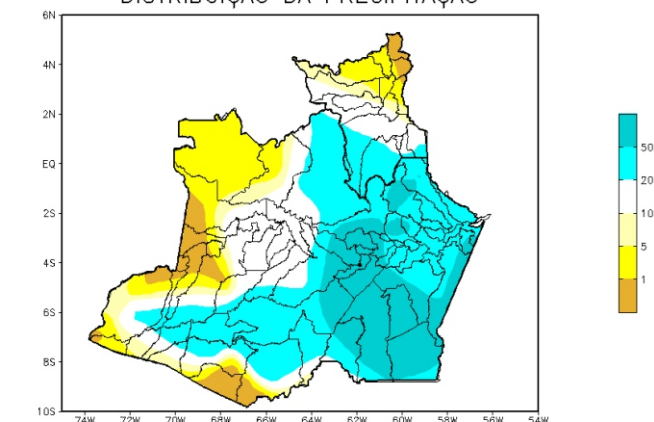 DISTRIBUIÇÃO DA PRECIPITAÇÃO
6N
4N
2N
EQ
2S
4S
6S
8S
10S
74W 72W 70W 68W 66W 64W 62W 60W 58W 56W 54W
50
20
10
5
1